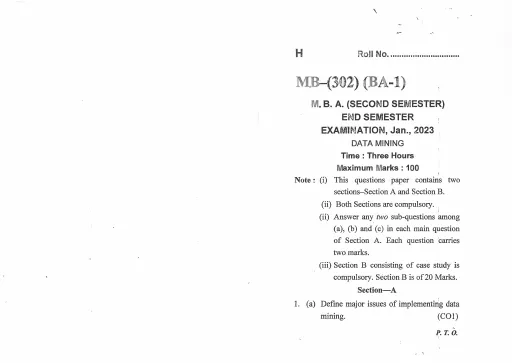 H Roll No. ...............................
MB–(302) (BA-1)
M. B. A. (SECOND SEMESTER)
END SEMESTER
EXAMINATION, Jan., 2023
DATA MINING
Time : Three Hours
Maximum Marks : 100
Note : (i) This questions paper contains two
sections–Section A and Section B.
(ii) Both Sections are compulsory.
(ii) Answer any two sub-questions among
(a), (b) and (c) in each main question
of Section A. Each question carries
two marks.
(iii) Section B consisting of case study is
compulsory. Section B is of 20 Marks.
Section—A
1. (a) Define major issues of implementing data
mining. (CO1)
P. T. O.